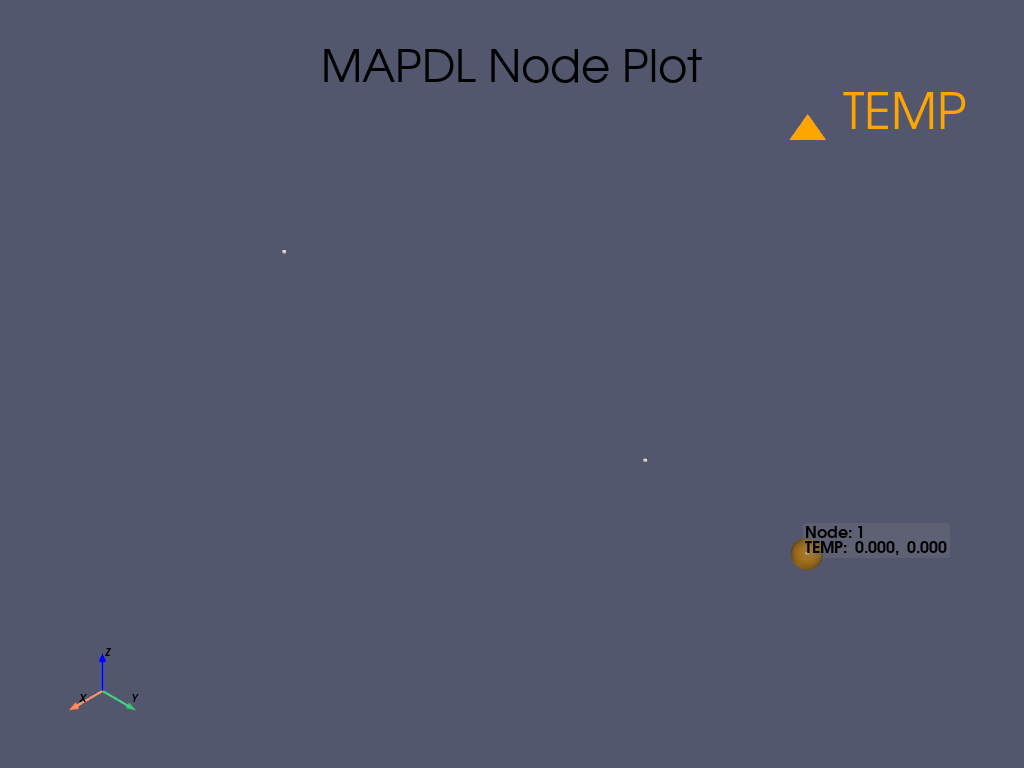 MAPDL Node Plot
TEMP
Node: 1
TEMP: 0.000, 0.000
Z
X
Y